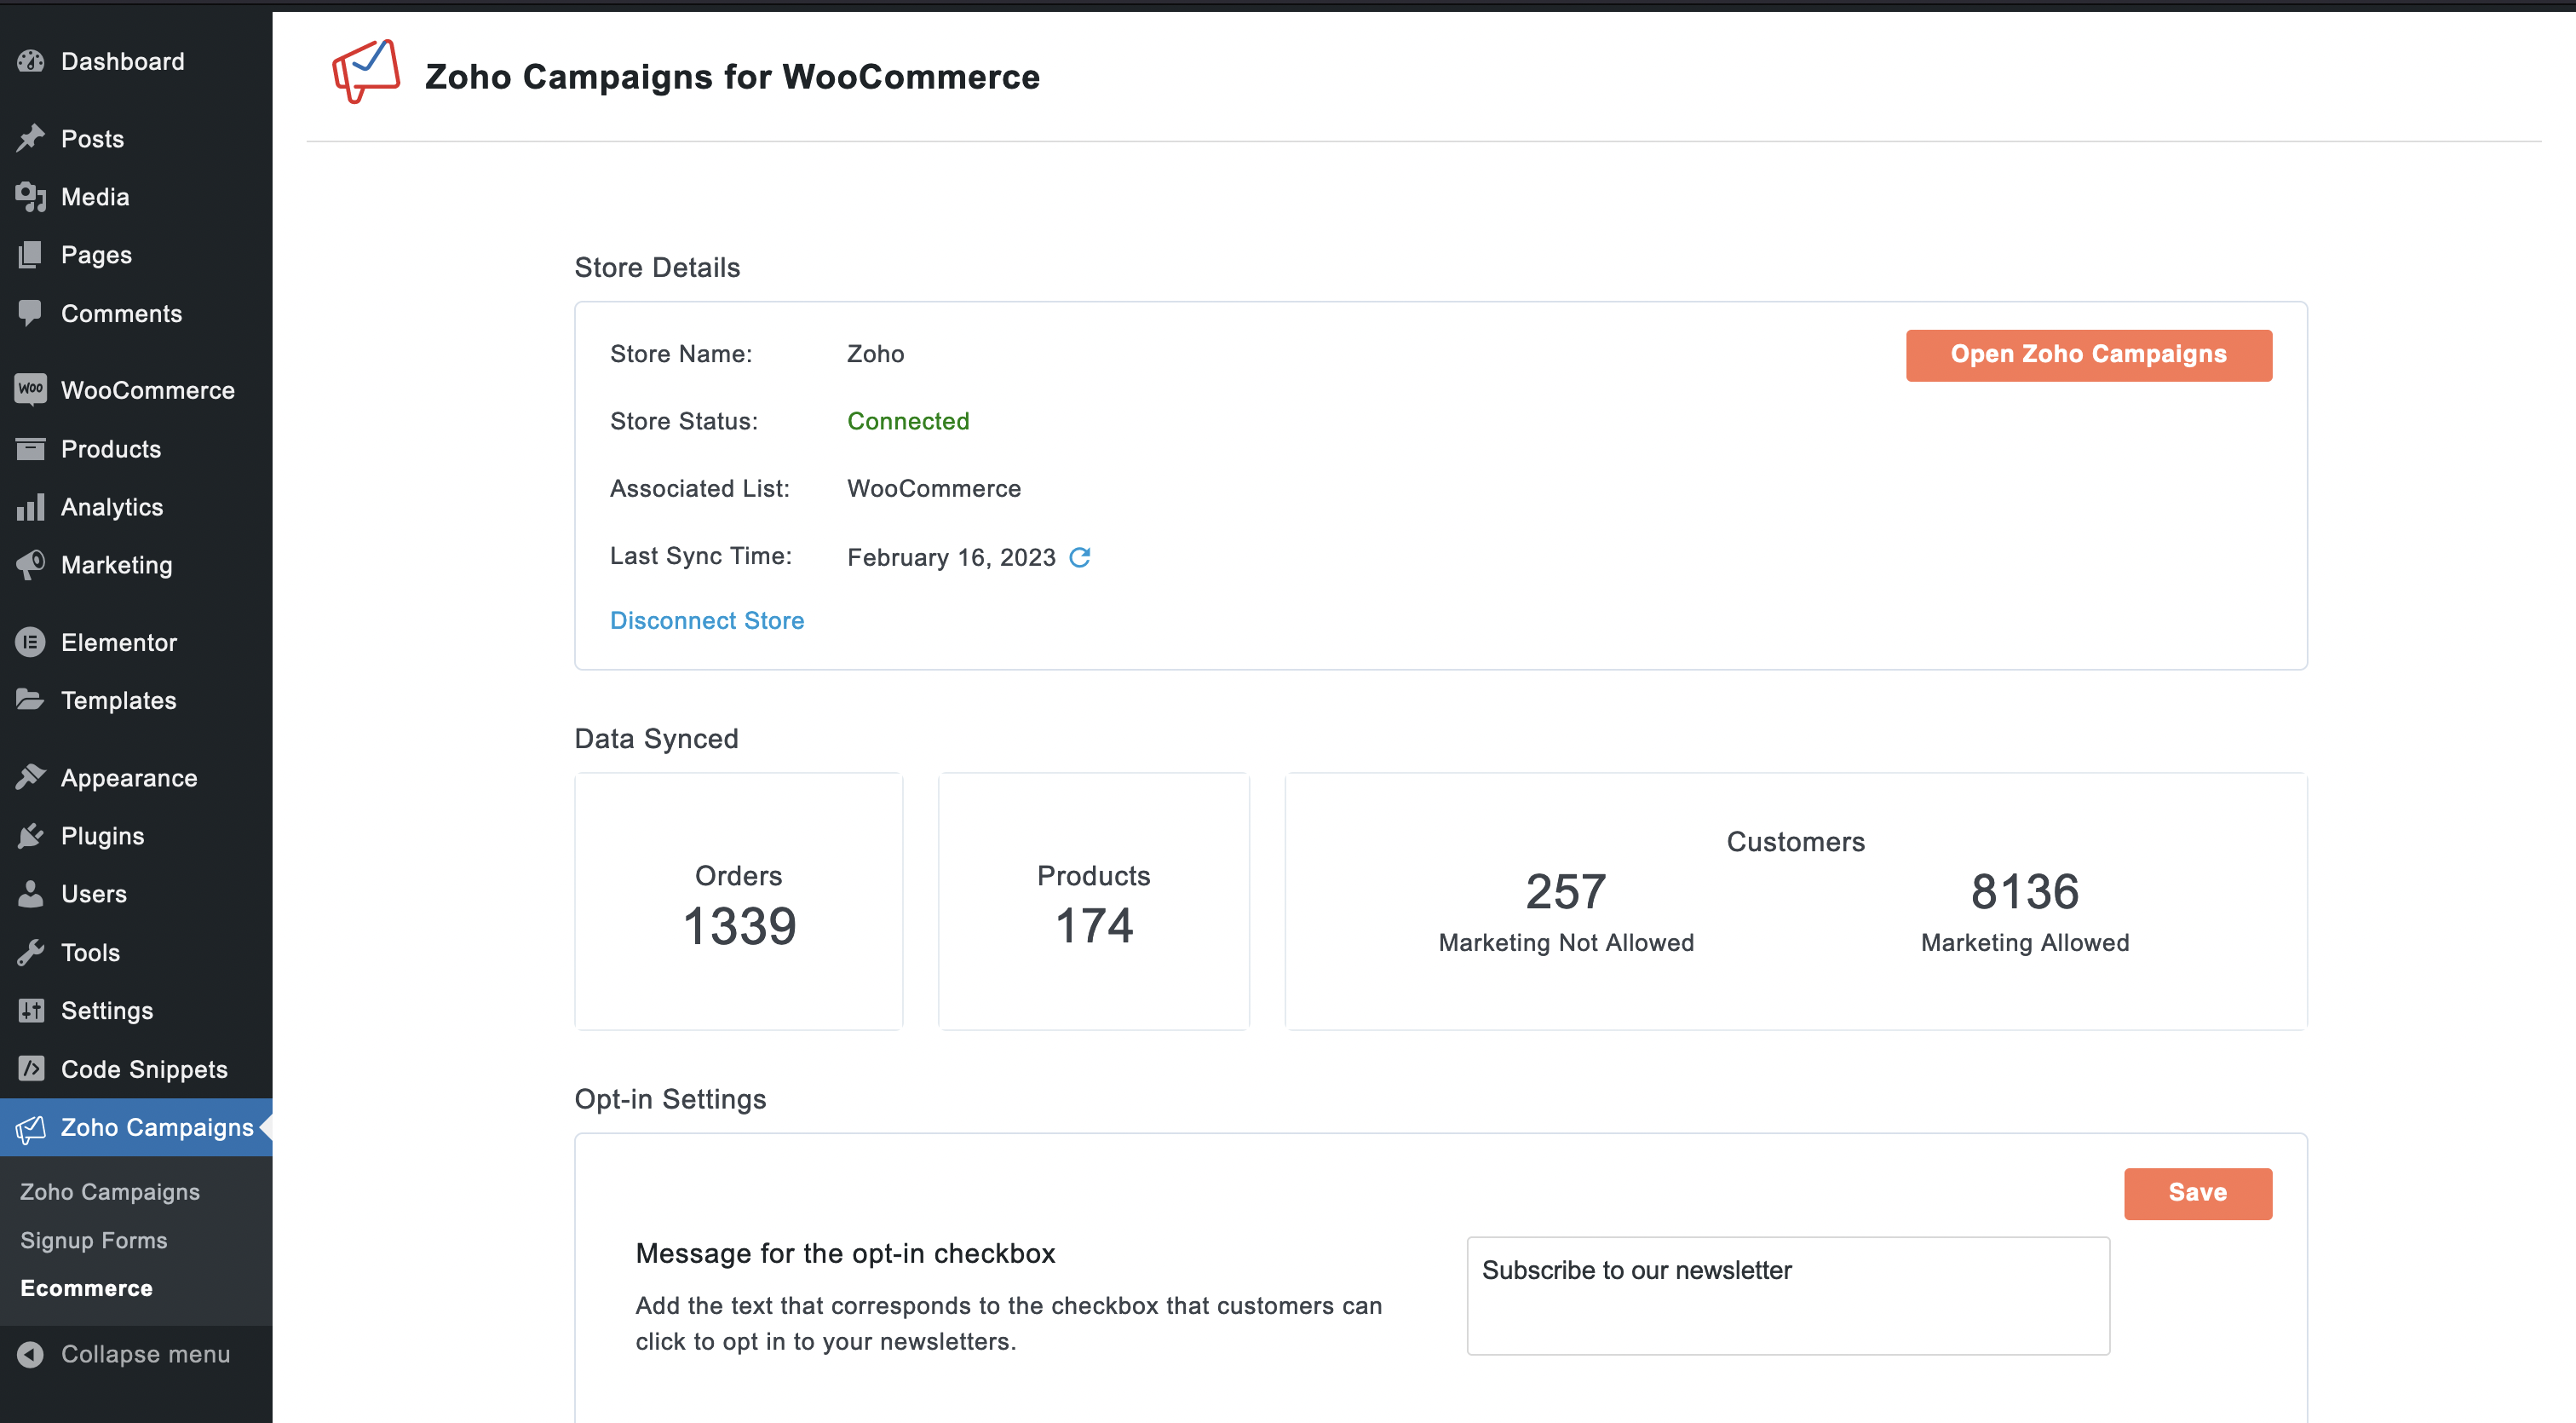 Dashboard
Posts
Media
Pages
Comments
Woo WooCommerce
Products
Analytics
Marketing
Elementor
Templates
Appearance
Plugins
Users
Tools
Settings
Code Snippets
Zoho Campaigns
Zoho Campaigns
Signup Forms
Ecommerce
Collapse menu
Zoho Campaigns for WooCommerce
Store Details
Store Name: Zoho
Open Zoho Campaigns
Store Status: Connected
Associated List: WooCommerce
Last Sync Time: February 16, 2023
Disconnect Store
Data Synced
Orders
1339
Products
174
Customers
257
Marketing Not Allowed
8136
Marketing Allowed
Opt-in Settings
Save
Message for the opt-in checkbox
Add the text that corresponds to the checkbox that customers can
click to opt in to your newsletters.
Subscribe to our newsletter